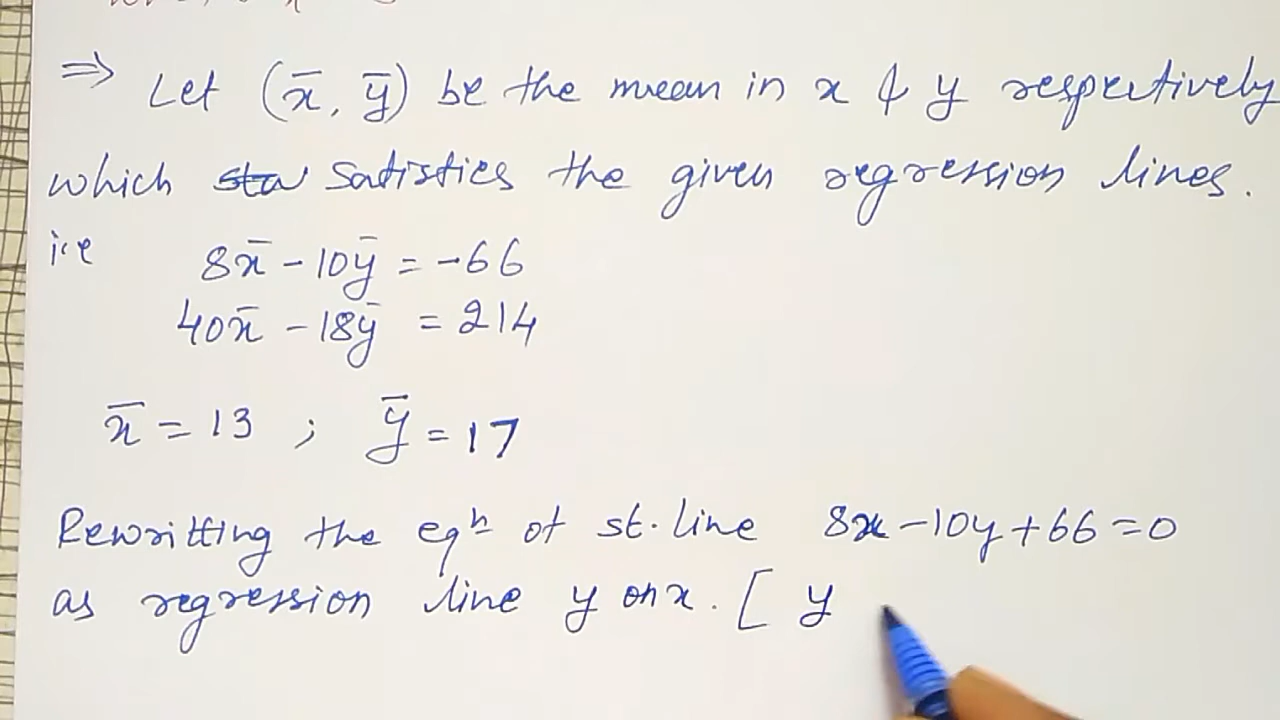 ⇒ Let (x̄, ȳ) be the mean in x & y respectively
which satisfies the given regression lines.
i.e
8x̄ - 10ȳ = -66
40x̄ - 18ȳ = 214
x̄ = 13 ; ȳ = 17
Rewritting the eqⁿ of st. line 8x - 10y + 66 = 0
as regression line y on x. [ y